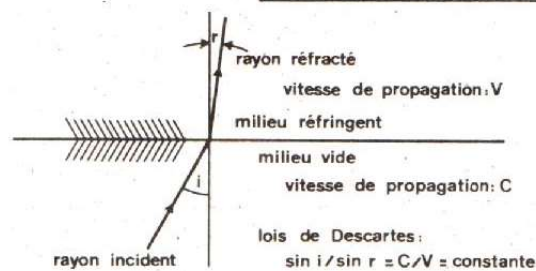 r
rayon réfracté
vitesse de propagation: V
milieu réfringent
milieu vide
vitesse de propagation: C
i
rayon incident
lois de Descartes:
sin i/sin r = C/V = constante